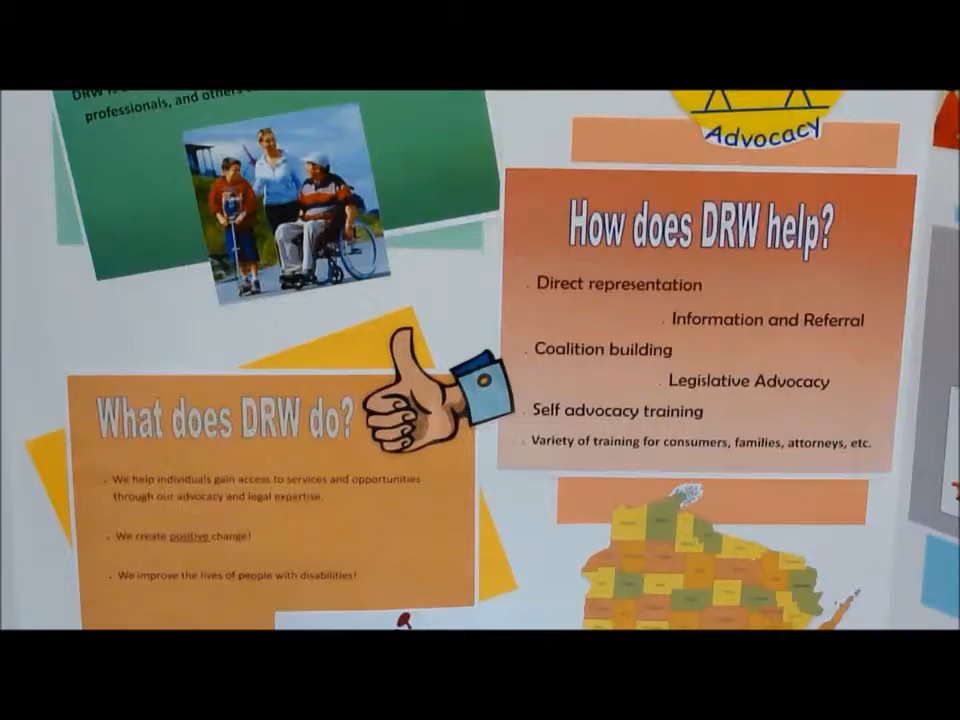 DRW is
professionals, and others
Advocacy
How does DRW help?
Direct representation
Information and Referral
Coalition building
Legislative Advocacy
Self advocacy training
Variety of training for consumers, families, attorneys, etc.
What does DRW do?
We help individuals gain access to services and opportunities
through our advocacy and legal expertise.
We create positive change!
We improve the lives of people with disabilities!